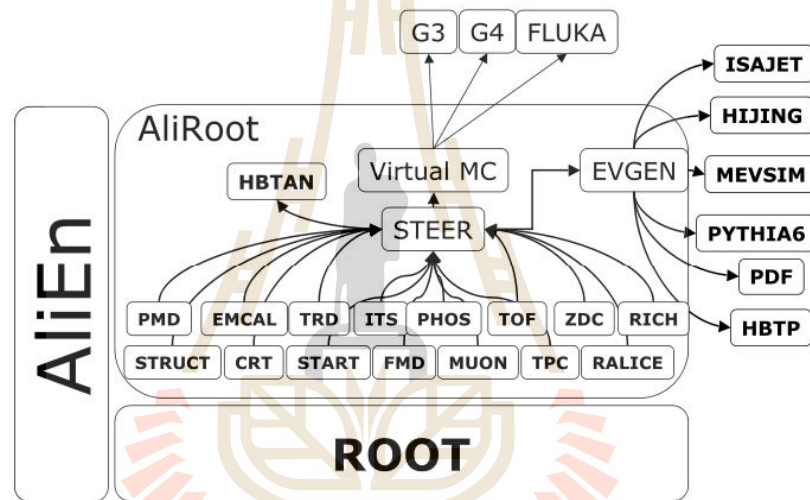 G3 G4 FLUKA
ISAJET
AliRoot
HIJING
HBTAN
Virtual MC
EVGEN
MEVSIM
STEER
PYTHIA6
AliEn
PDF
PMD EMCAL TRD ITS PHOS TOF ZDC RICH
HBTP
STRUCT CRT START FMD MUON TPC RALICE
ROOT